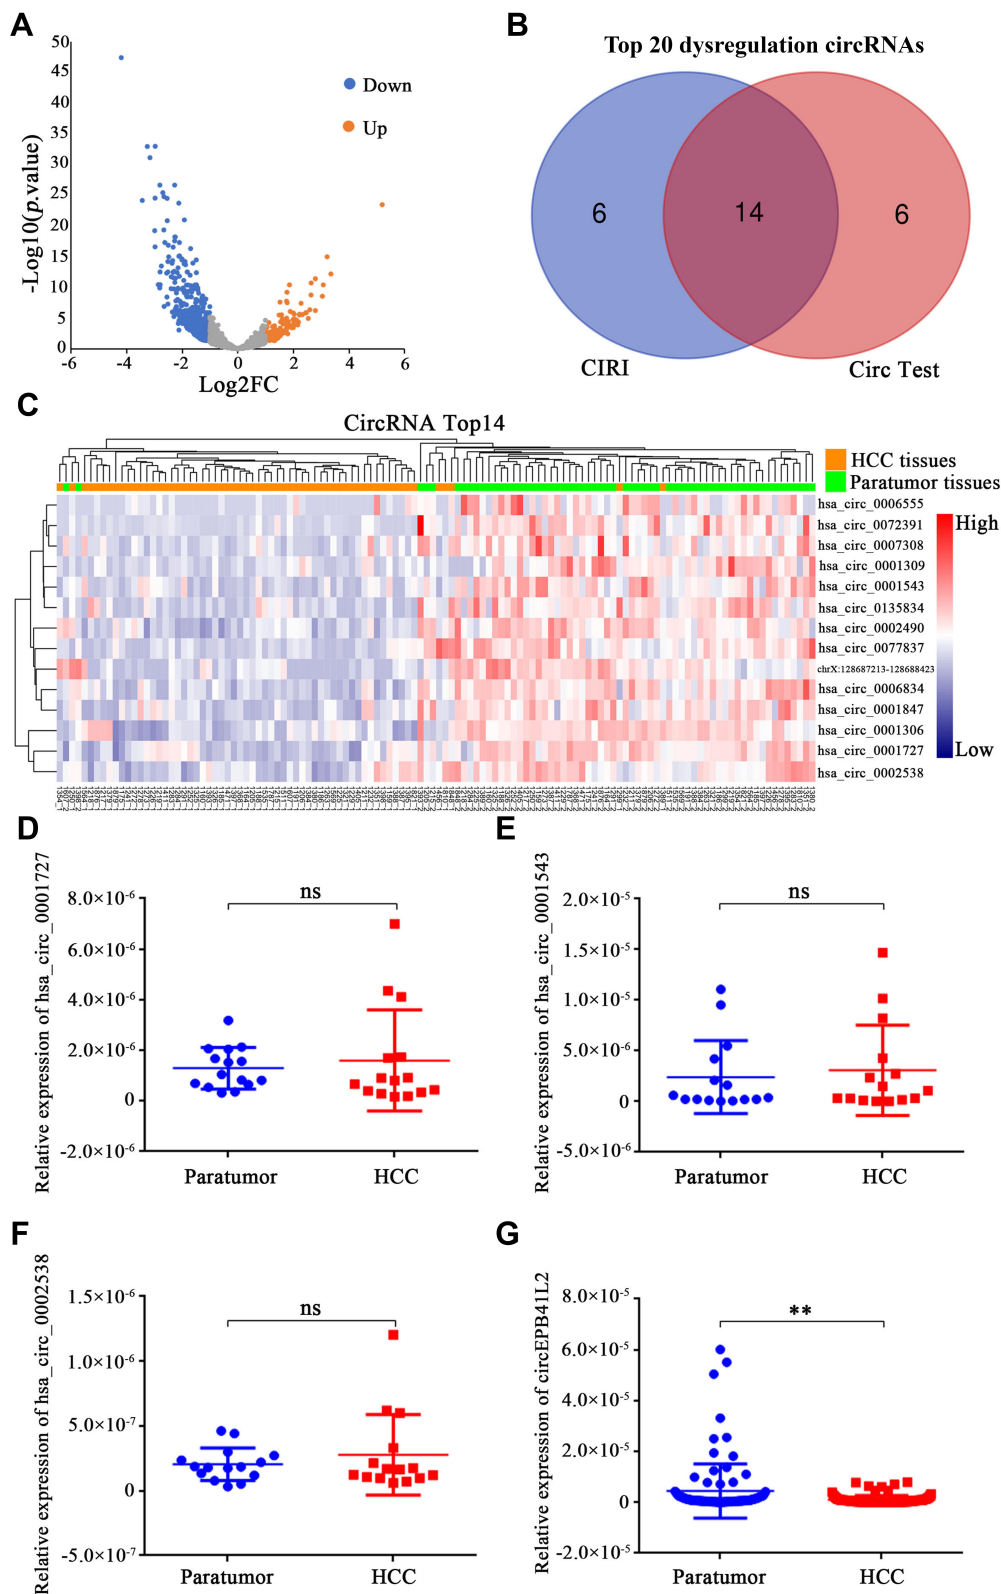 A
50
45
40
35
30
25
20
15
10
5
0
-6
-4
-2
0
2
4
6
-Log10(p.value)
Log2FC
Down
Up
B
Top 20 dysregulation circRNAs
6
14
6
CIRI
Circ Test
C
CircRNA Top14
HCC tissues
Paratumor tissues
hsa_circ_0006555
hsa_circ_0072391
hsa_circ_0007308
hsa_circ_0001309
hsa_circ_0001543
hsa_circ_0135834
hsa_circ_0002490
hsa_circ_0077837
chrX:128687213-128688423
hsa_circ_0006834
hsa_circ_0001847
hsa_circ_0001306
hsa_circ_0001727
hsa_circ_0002538
High
Low
D
Relative expression of hsa_circ_0001727
8.0×10⁻⁶
6.0×10⁻⁶
4.0×10⁻⁶
2.0×10⁻⁶
0
-2.0×10⁻⁶
ns
Paratumor
HCC
E
Relative expression of hsa_circ_0001543
2.0×10⁻⁵
1.5×10⁻⁵
1.0×10⁻⁵
5.0×10⁻⁶
0
-5.0×10⁻⁶
ns
Paratumor
HCC
F
Relative expression of hsa_circ_0002538
1.5×10⁻⁶
1.0×10⁻⁶
5.0×10⁻⁷
0
-5.0×10⁻⁷
ns
Paratumor
HCC
G
Relative expression of circEPB41L2
8.0×10⁻⁵
6.0×10⁻⁵
4.0×10⁻⁵
2.0×10⁻⁵
0
-2.0×10⁻⁵
**
Paratumor
HCC